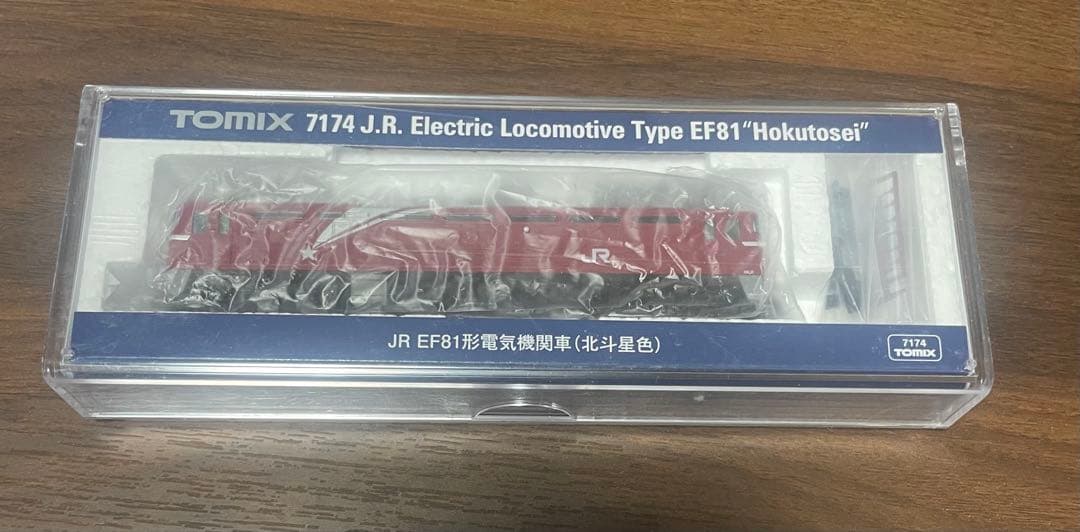 TOMIX 7174 J.R. Electric Locomotive Type EF81"Hokutosei"
JR
JR EF81形電気機関車(北斗星色)
7174
TOMIX